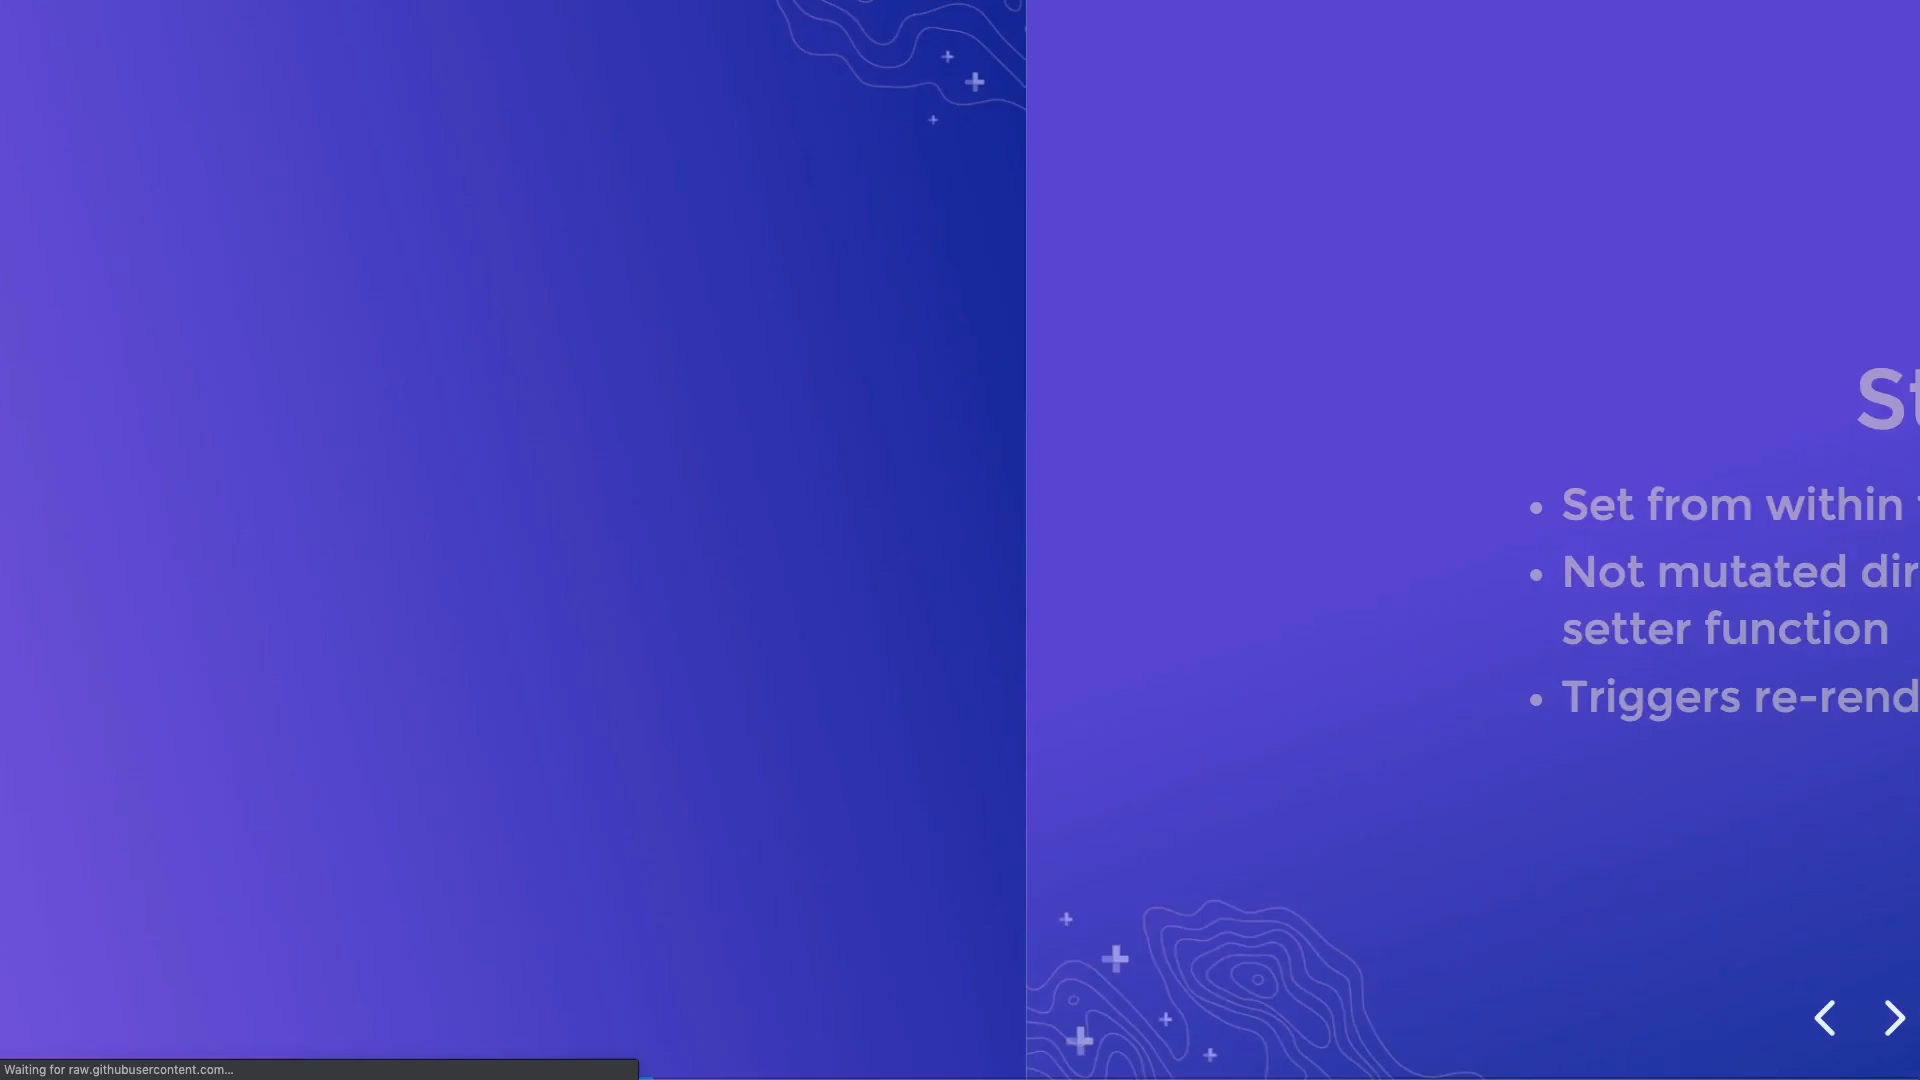 St
Set from within
Not mutated dir
setter function
Triggers re-rend
Waiting for raw.githubusercontent.com...